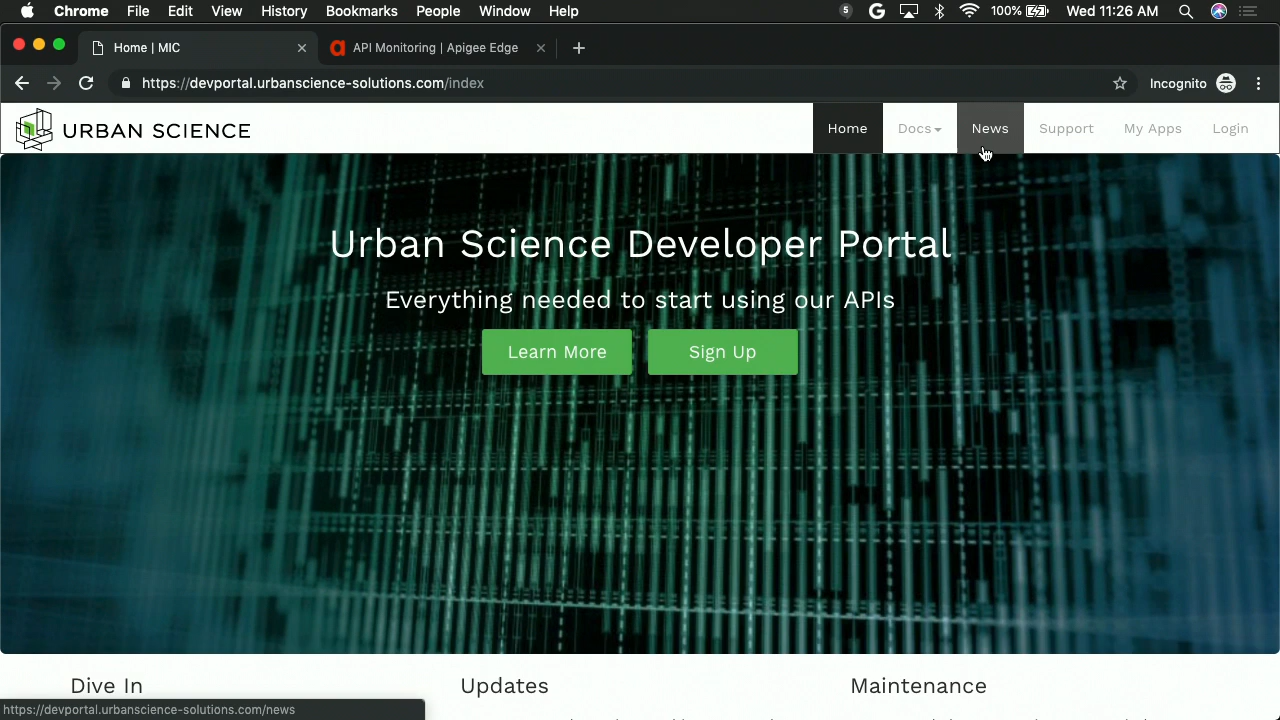 Chrome File Edit View History Bookmarks People Window Help 5 G 100% Wed 11:26 AM
Home | MIC API Monitoring | Apigee Edge
https://devportal.urbanscience-solutions.com/index Incognito
URBAN SCIENCE Home Docs News Support My Apps Login
Urban Science Developer Portal
Everything needed to start using our APIs
Learn More Sign Up
Dive In Updates Maintenance
https://devportal.urbanscience-solutions.com/news